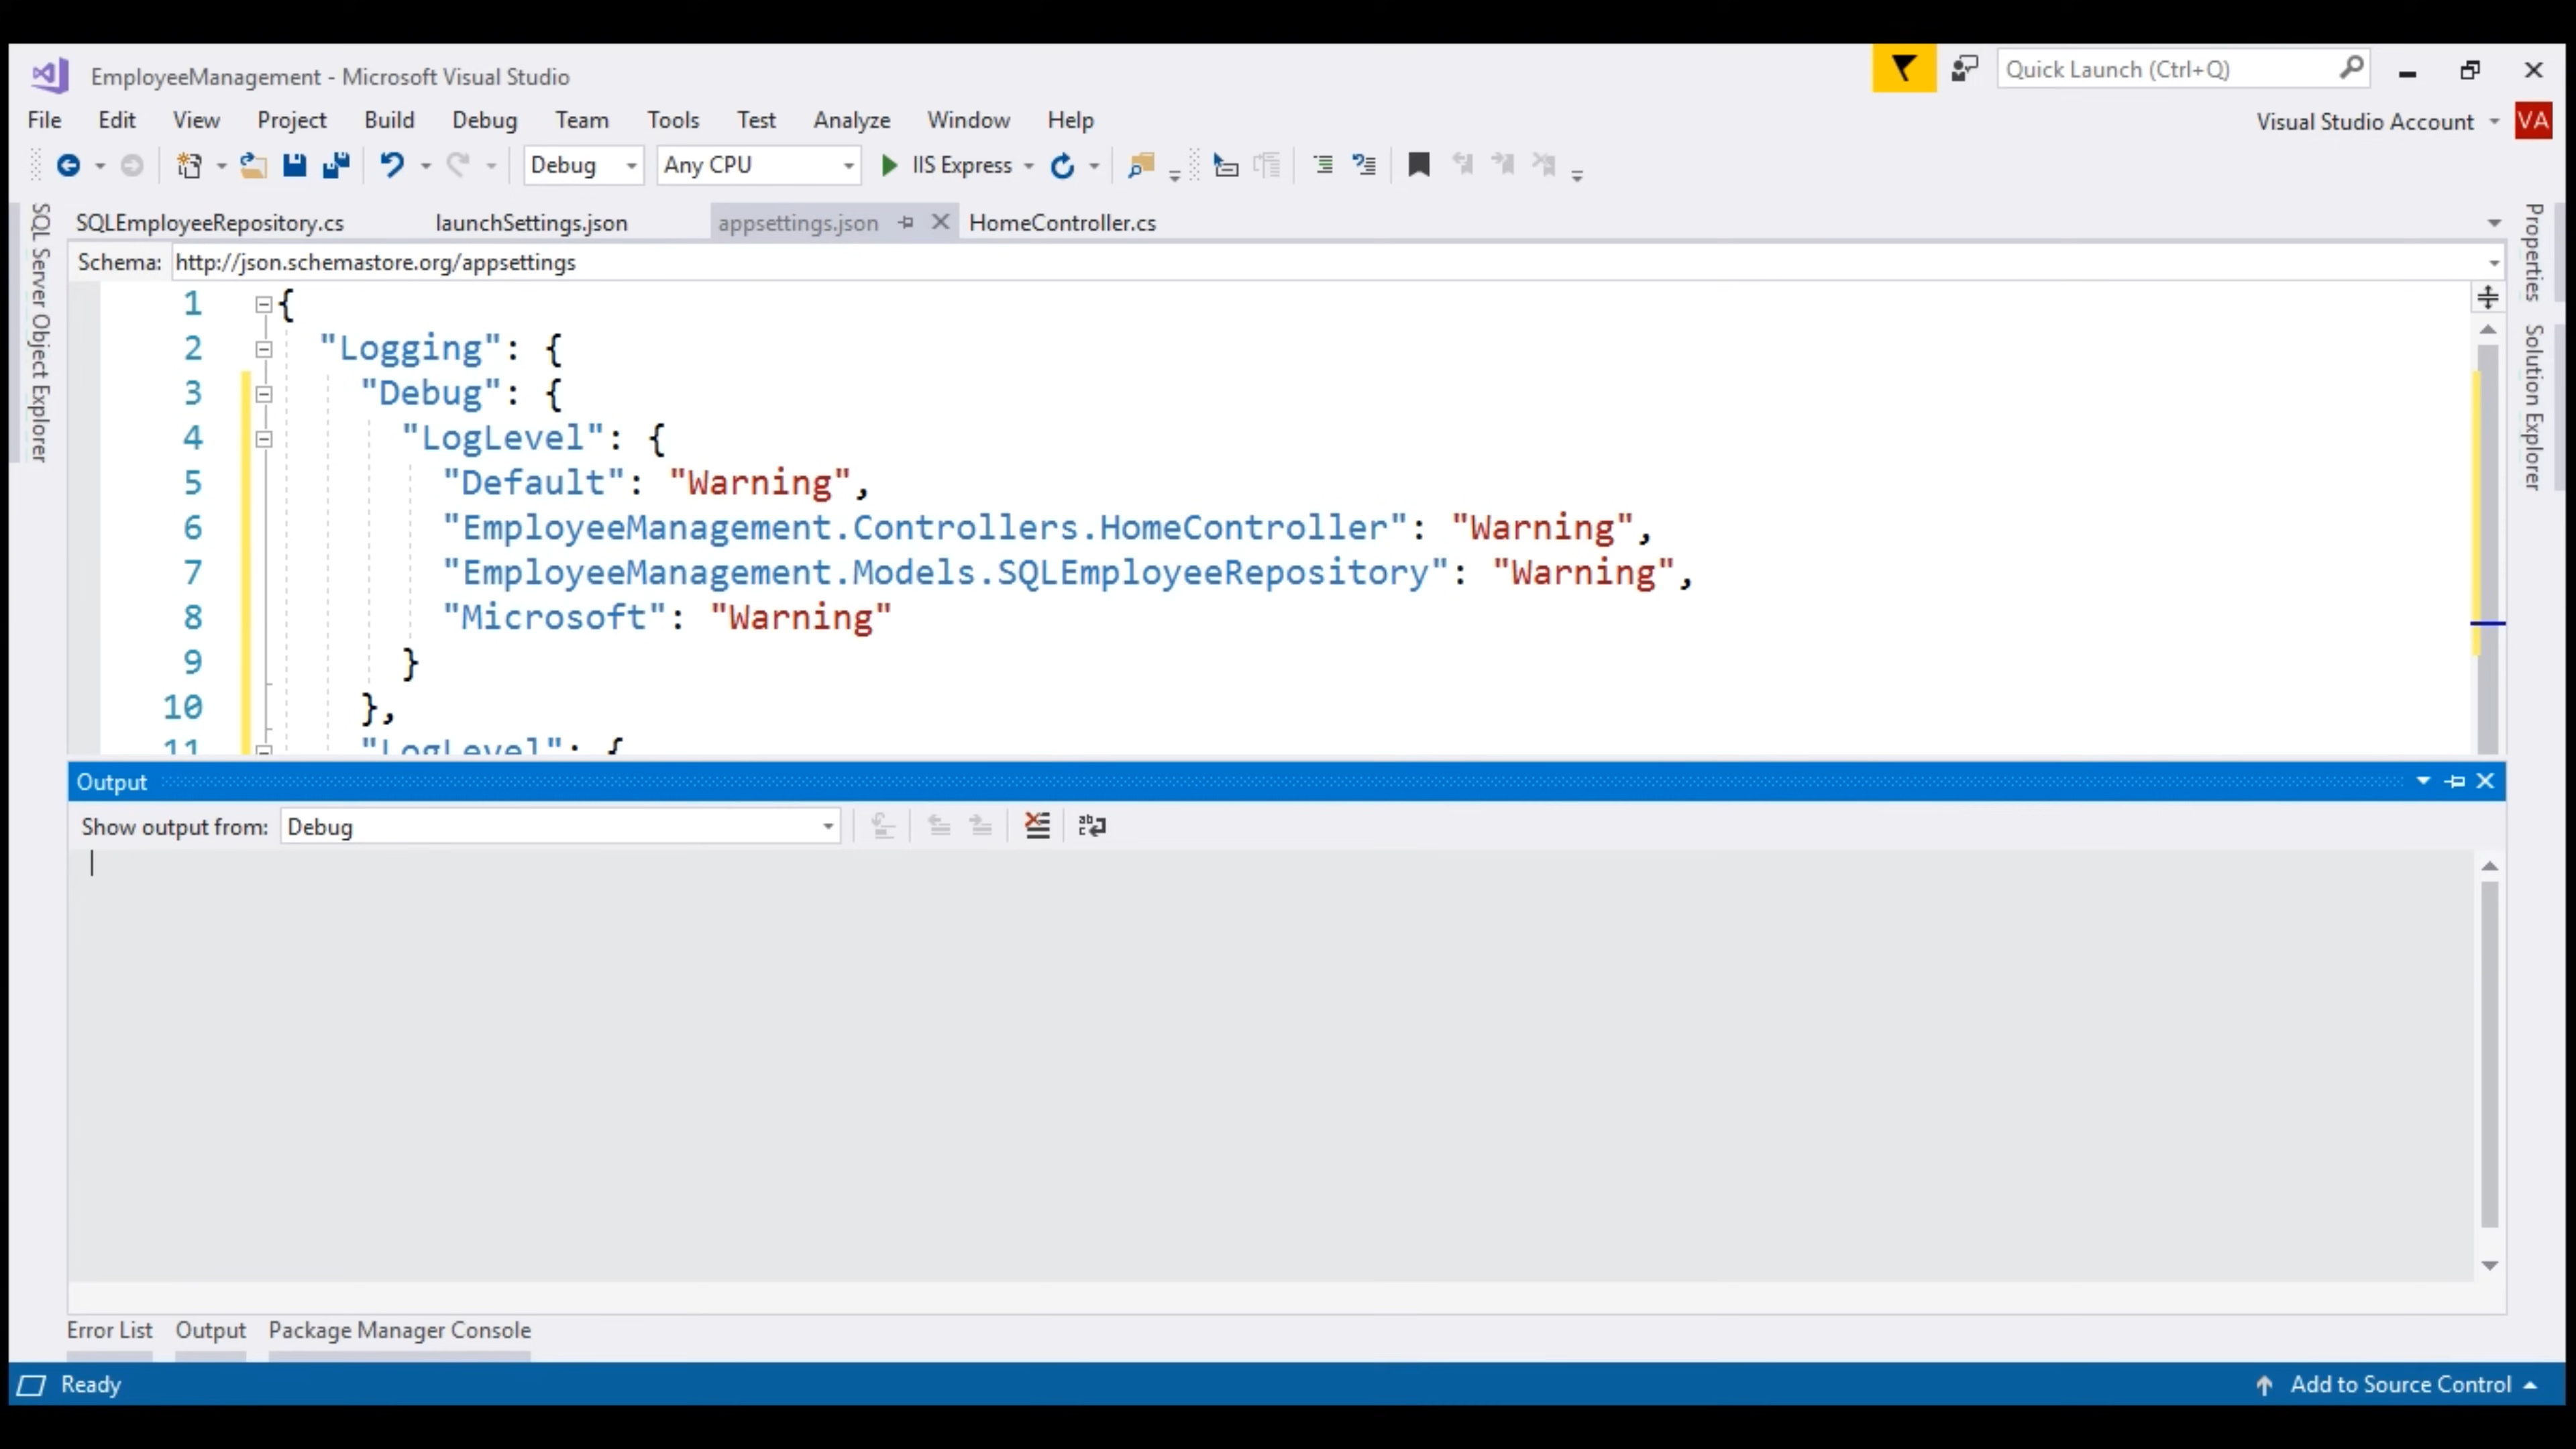 EmployeeManagement - Microsoft Visual Studio
Quick Launch (Ctrl+Q)
File Edit View Project Build Debug Team Tools Test Analyze Window Help
Visual Studio Account VA
Debug Any CPU IIS Express
SQLEmployeeRepository.cs launchSettings.json appsettings.json HomeController.cs
Schema: http://json.schemastore.org/appsettings
SQL Server Object Explorer
Properties
Solution Explorer
1 {
2 "Logging": {
3 "Debug": {
4 "LogLevel": {
5 "Default": "Warning",
6 "EmployeeManagement.Controllers.HomeController": "Warning",
7 "EmployeeManagement.Models.SQLEmployeeRepository": "Warning",
8 "Microsoft": "Warning"
9 }
10 },
11 "LogLevel": {
Output
Show output from: Debug
Error List Output Package Manager Console
Ready
Add to Source Control